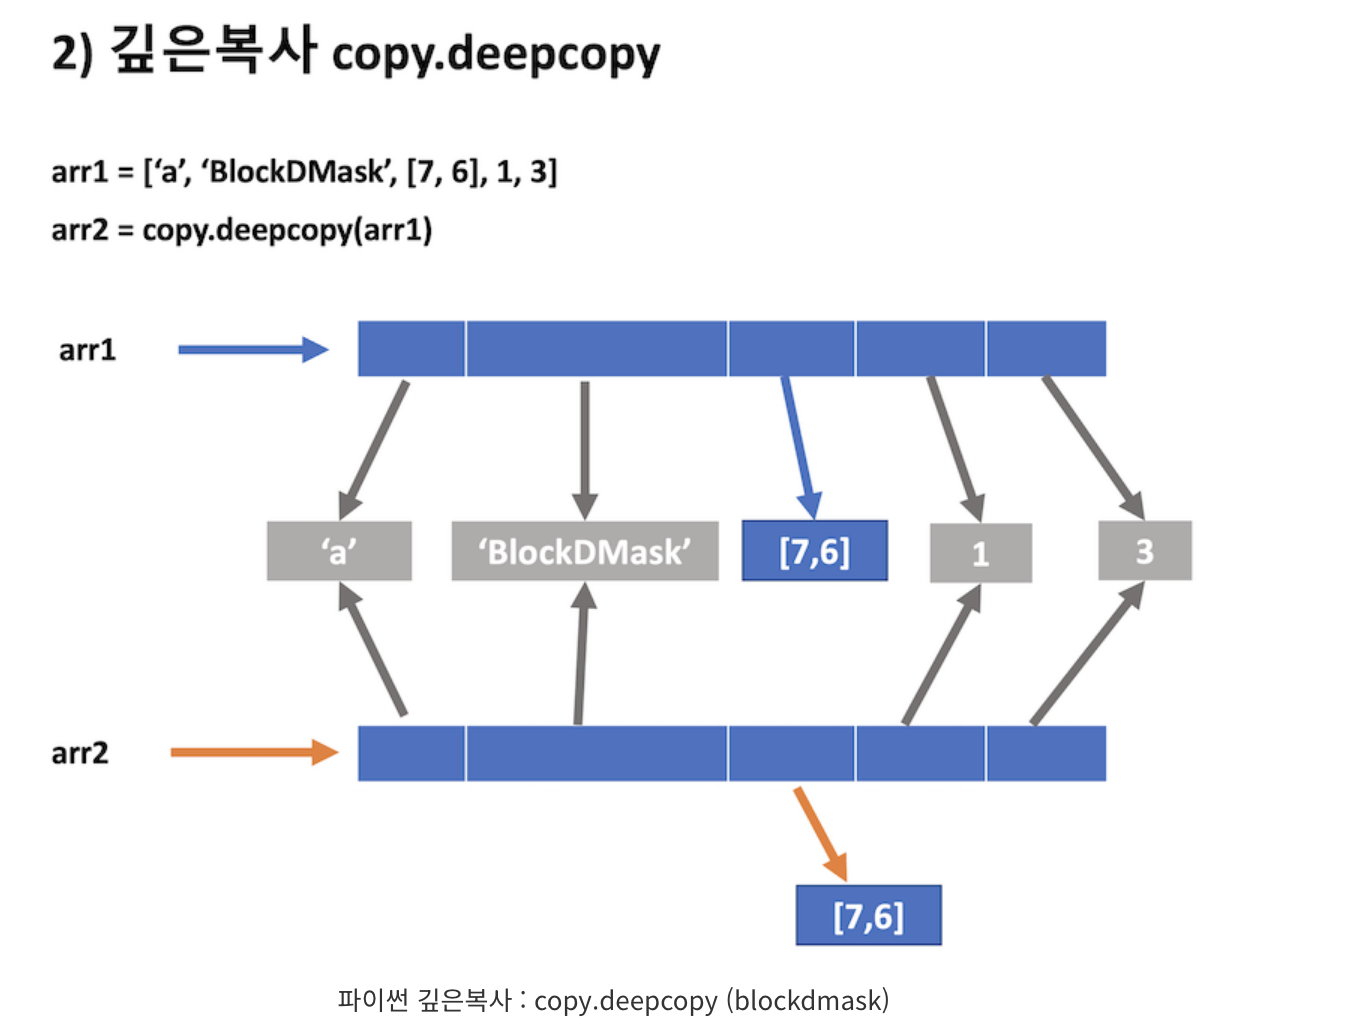 2) 깊은복사 copy.deepcopy
arr1 = [‘a’, ‘BlockDMask’, [7, 6], 1, 3]
arr2 = copy.deepcopy(arr1)
arr1
‘a’
‘BlockDMask’
[7,6]
1
3
arr2
[7,6]
파이썬 깊은복사 : copy.deepcopy (blockdmask)